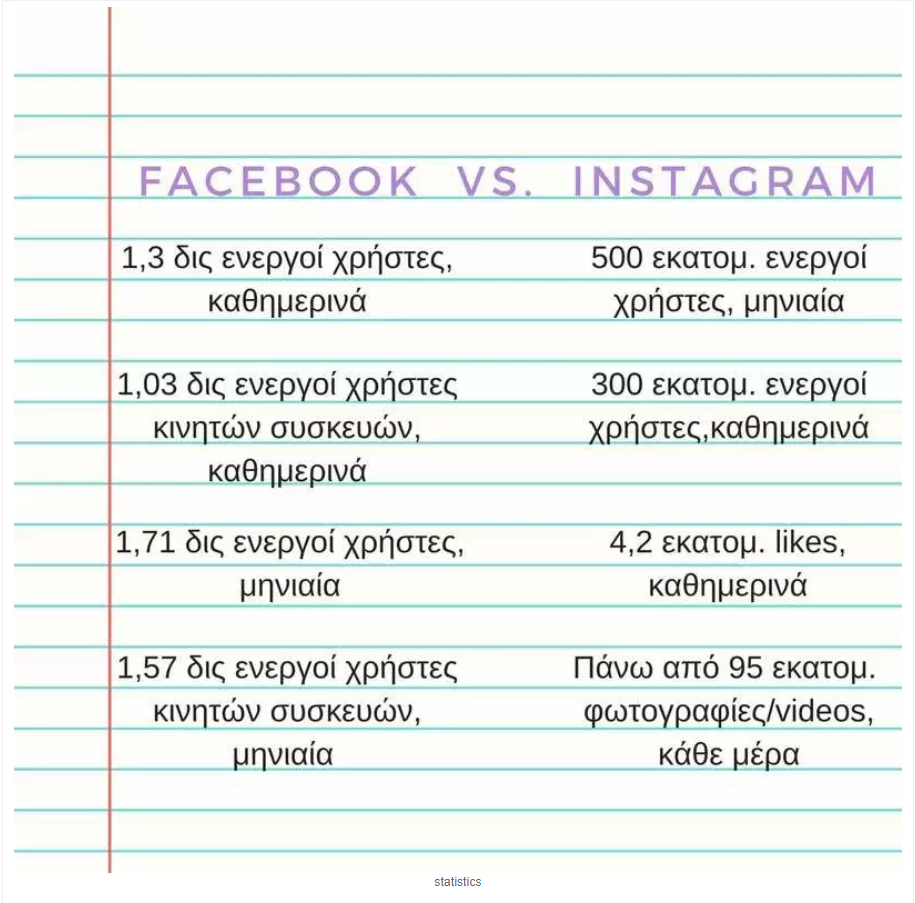 FACEBOOK VS. INSTAGRAM
1,3 δις ενεργοί χρήστες,
καθημερινά
1,03 δις ενεργοί χρήστες
κινητών συσκευών,
καθημερινά
1,71 δις ενεργοί χρήστες,
μηνιαία
1,57 δις ενεργοί χρήστες
κινητών συσκευών,
μηνιαία
500 εκατομ. ενεργοί
χρήστες, μηνιαία
300 εκατομ. ενεργοί
χρήστες,καθημερινά
4,2 εκατομ. likes,
καθημερινά
Πάνω από 95 εκατομ.
φωτογραφίες/videos,
κάθε μέρα
statistics